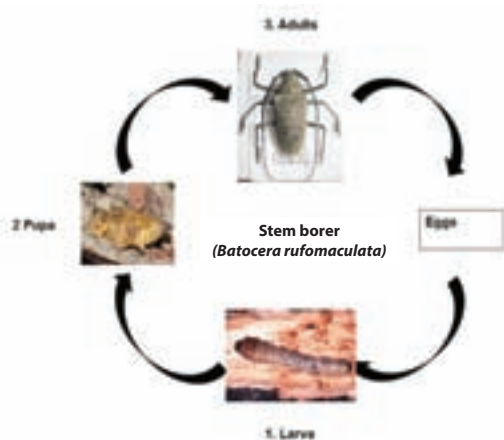 3. Adults
2 Pupa
Eggs
Stem borer
(Batocera rufomaculata)
1. Larva